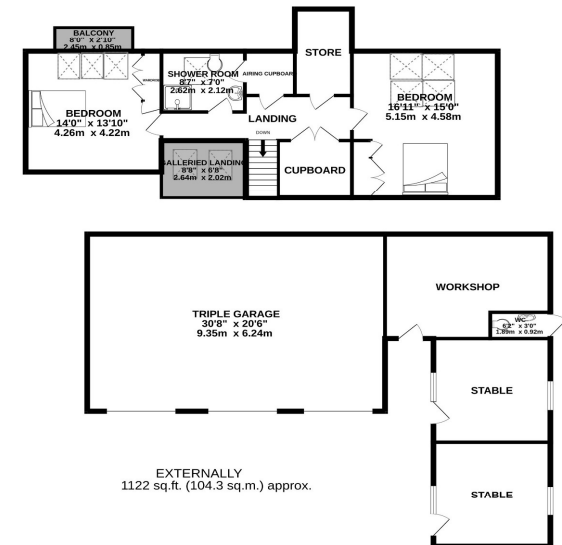 BALCONY
8'0" x 2'10"
2.45m x 0.85m
STORE
SHOWER ROOM
8'7" x 7'0"
2.62m x 2.12m
AIRING CUPBOARD
WARDROBE
BEDROOM
14'0" x 13'10"
4.26m x 4.22m
BEDROOM
16'11" x 15'0"
5.15m x 4.58m
LANDING
DOWN
GALLERIED LANDING
8'8" x 6'8"
2.64m x 2.02m
CUPBOARD
WORKSHOP
TRIPLE GARAGE
30'8" x 20'6"
9.35m x 6.24m
WC
6'2" x 3'0"
1.89m x 0.92m
STABLE
STABLE
EXTERNALLY
1122 sq.ft. (104.3 sq.m.) approx.